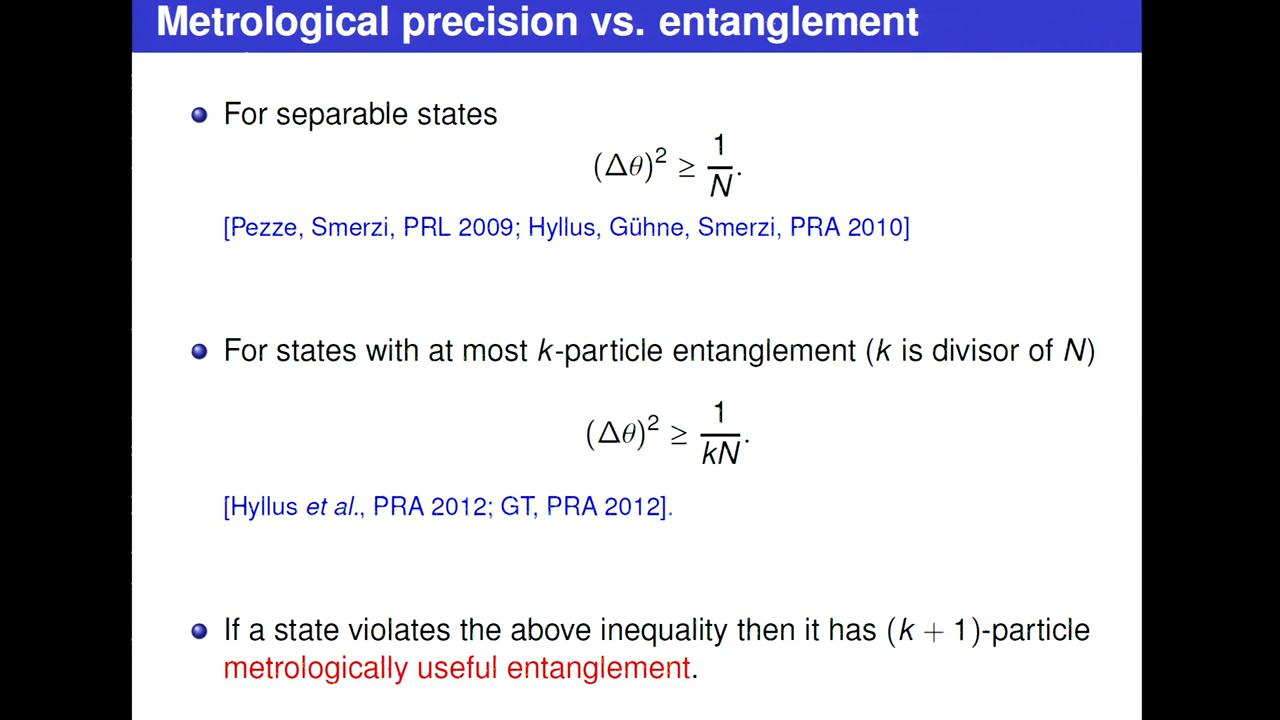 Metrological precision vs. entanglement
For separable states
(Δθ)² ≥ 1/N.
[Pezze, Smerzi, PRL 2009; Hyllus, Gühne, Smerzi, PRA 2010]
For states with at most k-particle entanglement (k is divisor of N)
(Δθ)² ≥ 1/kN.
[Hyllus et al., PRA 2012; GT, PRA 2012].
If a state violates the above inequality then it has (k + 1)-particle
metrologically useful entanglement.